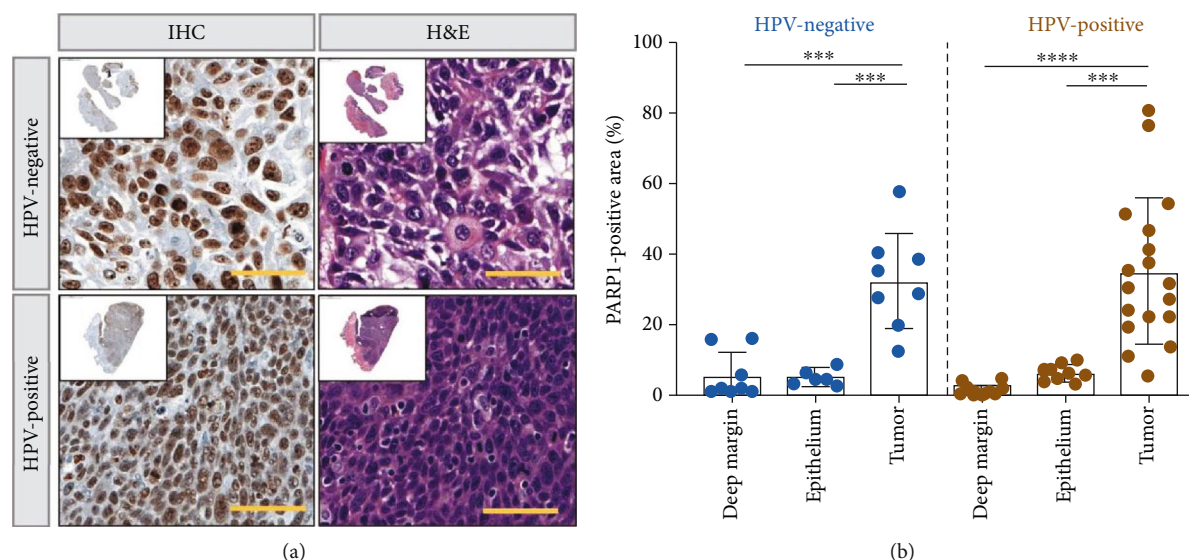 IHC
H&E
HPV-negative
HPV-positive
(a)
HPV-negative
HPV-positive
***
***
****
***
PARP1-positive area (%)
100
80
60
40
20
0
Deep margin
Epithelium
Tumor
Deep margin
Epithelium
Tumor
(b)